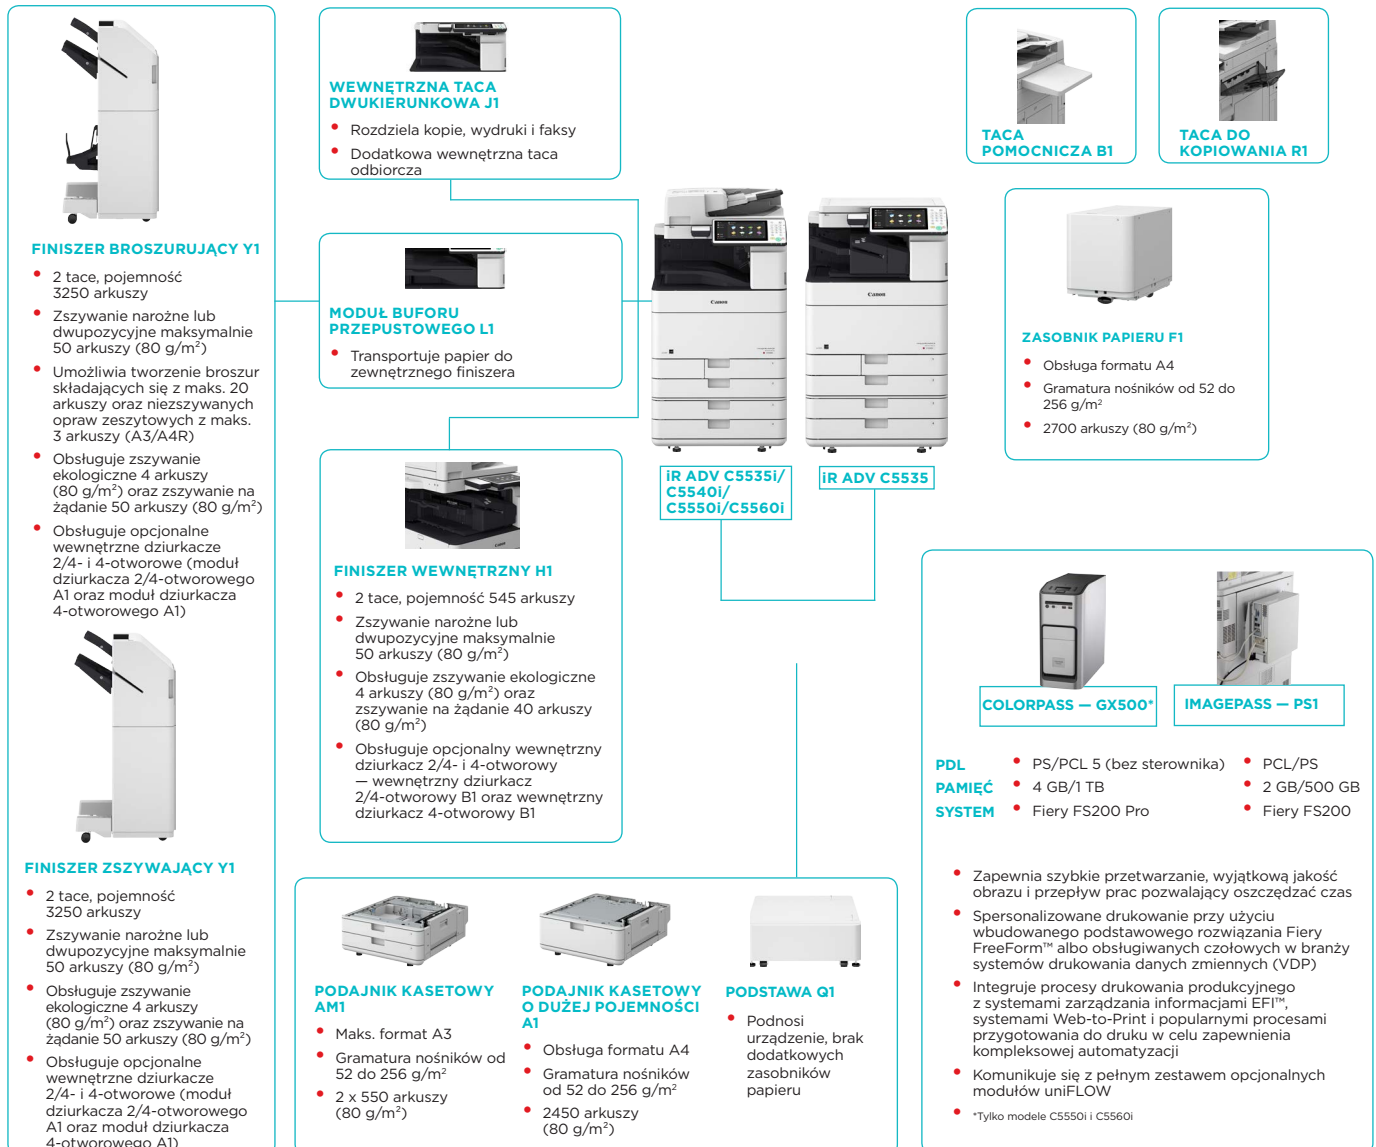 FINISZER BROSZURUJĄCY Y1
• 2 tace, pojemność
3250 arkuszy
• Zszywanie narożne lub
dwupozycyjne maksymalnie
50 arkuszy (80 g/m²)
• Umożliwia tworzenie broszur
składających się z maks. 20
arkuszy oraz niezszywanych
opraw zeszytowych z maks.
3 arkuszy (A3/A4R)
• Obsługuje zszywanie
ekologiczne 4 arkuszy
(80 g/m²) oraz zszywanie na
żądanie 50 arkuszy (80 g/m²)
• Obsługuje opcjonalne
wewnętrzne dziurkacze
2/4- i 4-otworowe (moduł
dziurkacza 2/4-otworowego
A1 oraz moduł dziurkacza
4-otworowego A1)
FINISZER ZSZYWAJĄCY Y1
• 2 tace, pojemność
3250 arkuszy
• Zszywanie narożne lub
dwupozycyjne maksymalnie
50 arkuszy (80 g/m²)
• Obsługuje zszywanie
ekologiczne 4 arkuszy
(80 g/m²) oraz zszywanie na
żądanie 50 arkuszy (80 g/m²)
• Obsługuje opcjonalne
wewnętrzne dziurkacze
2/4- i 4-otworowe (moduł
dziurkacza 2/4-otworowego
A1 oraz moduł dziurkacza
4-otworowego A1)
WEWNĘTRZNA TACA
DWUKIERUNKOWA J1
• Rozdziela kopie, wydruki i faksy
• Dodatkowa wewnętrzna taca
odbiorcza
MODUŁ BUFORU
PRZEPUSTOWEGO L1
• Transportuje papier do
zewnętrznego finiszera
FINISZER WEWNĘTRZNY H1
• 2 tace, pojemność 545 arkuszy
• Zszywanie narożne lub
dwupozycyjne maksymalnie
50 arkuszy (80 g/m²)
• Obsługuje zszywanie ekologiczne
4 arkuszy (80 g/m²) oraz
zszywanie na żądanie 40 arkuszy
(80 g/m²)
• Obsługuje opcjonalny wewnętrzny
dziurkacz 2/4- i 4-otworowy
— wewnętrzny dziurkacz
2/4-otworowy B1 oraz wewnętrzny
dziurkacz 4-otworowy B1
Canon
Canon
iR ADV C5535i/
C5540i/
C5550i/C5560i
iR ADV C5535
TACA
POMOCNICZA B1
TACA DO
KOPIOWANIA R1
ZASOBNIK PAPIERU F1
• Obsługa formatu A4
• Gramatura nośników od 52 do
256 g/m²
• 2700 arkuszy (80 g/m²)
PODAJNIK KASETOWY
AM1
• Maks. format A3
• Gramatura nośników od
52 do 256 g/m²
• 2 x 550 arkuszy
(80 g/m²)
PODAJNIK KASETOWY
O DUŻEJ POJEMNOŚCI
A1
• Obsługa formatu A4
• Gramatura nośników
od 52 do 256 g/m²
• 2450 arkuszy
(80 g/m²)
PODSTAWA Q1
• Podnosi
urządzenie, brak
dodatkowych
zasobników
papieru
COLORPASS — GX500*
IMAGEPASS — PS1
PDL • PS/PCL 5 (bez sterownika) • PCL/PS
PAMIĘĆ • 4 GB/1 TB • 2 GB/500 GB
SYSTEM • Fiery FS200 Pro • Fiery FS200
• Zapewnia szybkie przetwarzanie, wyjątkową jakość
obrazu i przepływ prac pozwalający oszczędzać czas
• Spersonalizowane drukowanie przy użyciu
wbudowanego podstawowego rozwiązania Fiery
FreeForm™ albo obsługiwanych czołowych w branży
systemów drukowania danych zmiennych (VDP)
• Integruje procesy drukowania produkcyjnego
z systemami zarządzania informacjami EFI™,
systemami Web-to-Print i popularnymi procesami
przygotowania do druku w celu zapewnienia
kompleksowej automatyzacji
• Komunikuje się z pełnym zestawem opcjonalnych
modułów uniFLOW
• *Tylko modele C5550i i C5560i